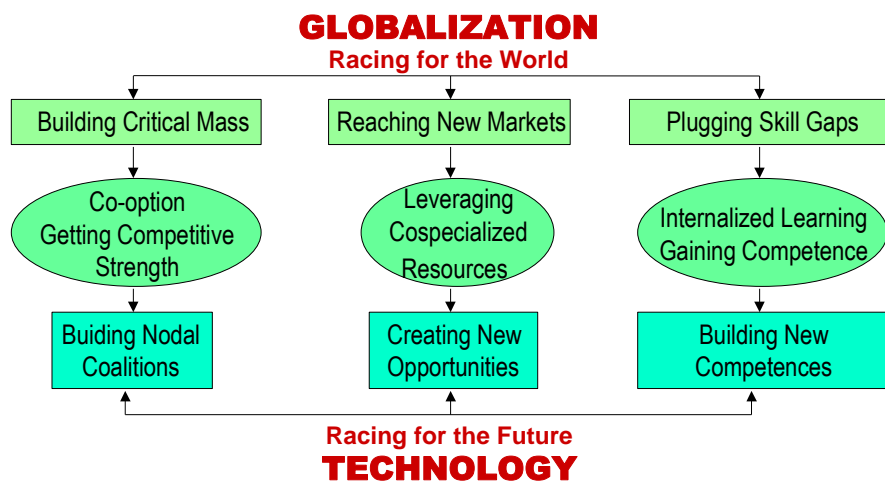 GLOBALIZATION
Racing for the World
Building Critical Mass
Reaching New Markets
Plugging Skill Gaps
Co-option
Getting Competitive
Strength
Leveraging
Cospecialized
Resources
Internalized Learning
Gaining Competence
Buiding Nodal
Coalitions
Creating New
Opportunities
Building New
Competences
Racing for the Future
TECHNOLOGY